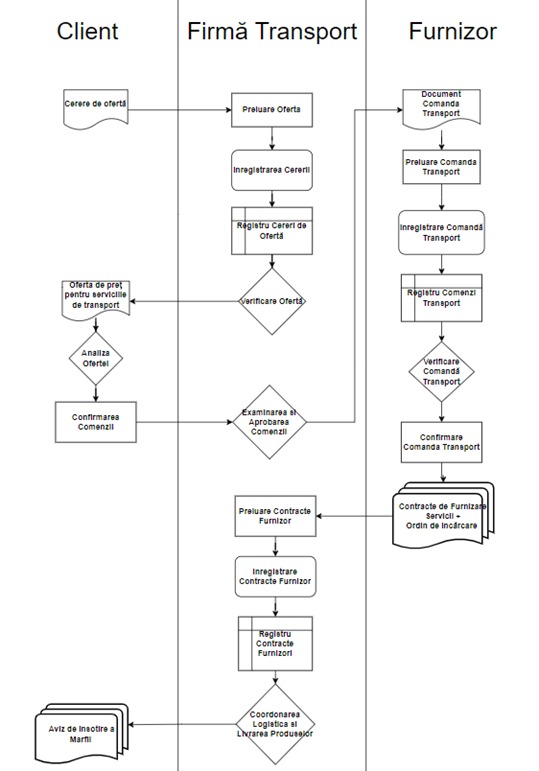 Client
Firmă Transport
Furnizor
Cerere de ofertă
Preluare Oferta
Document
Comanda
Transport
Inregistrarea Cererii
Preluare Comanda
Transport
Registru Cereri de
Ofertă
Inregistrare Comandă
Transport
Oferta de preț
pentru serviciile
de transport
Verificare Ofertă
Registru Comenzi
Transport
Analiza
Ofertei
Verificare
Comandă
Transport
Confirmarea
Comenzii
Examinarea si
Aprobarea
Comenzii
Confirmare
Comanda Transport
Preluare Contracte
Furnizor
Contracte de Furnizare
Servicii +
Ordin de Incărcare
Inregistrare
Contracte Furnizor
Registru
Contracte
Furnizori
Aviz de Insotire a
Marfii
Coordonarea
Logistica si
Livrarea Produselor